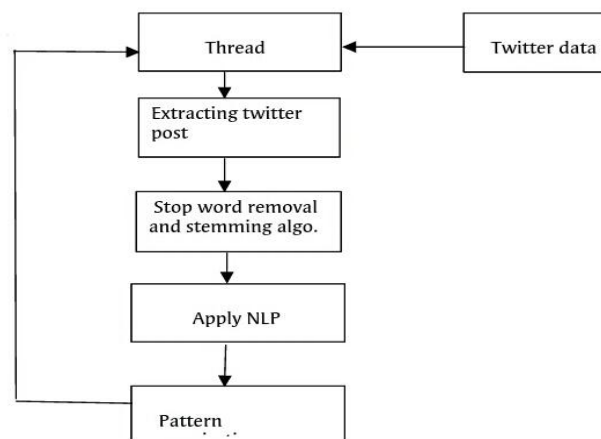 Thread
Twitter data
Extracting twitter
post
Stop word removal
and stemming algo.
Apply NLP
Pattern